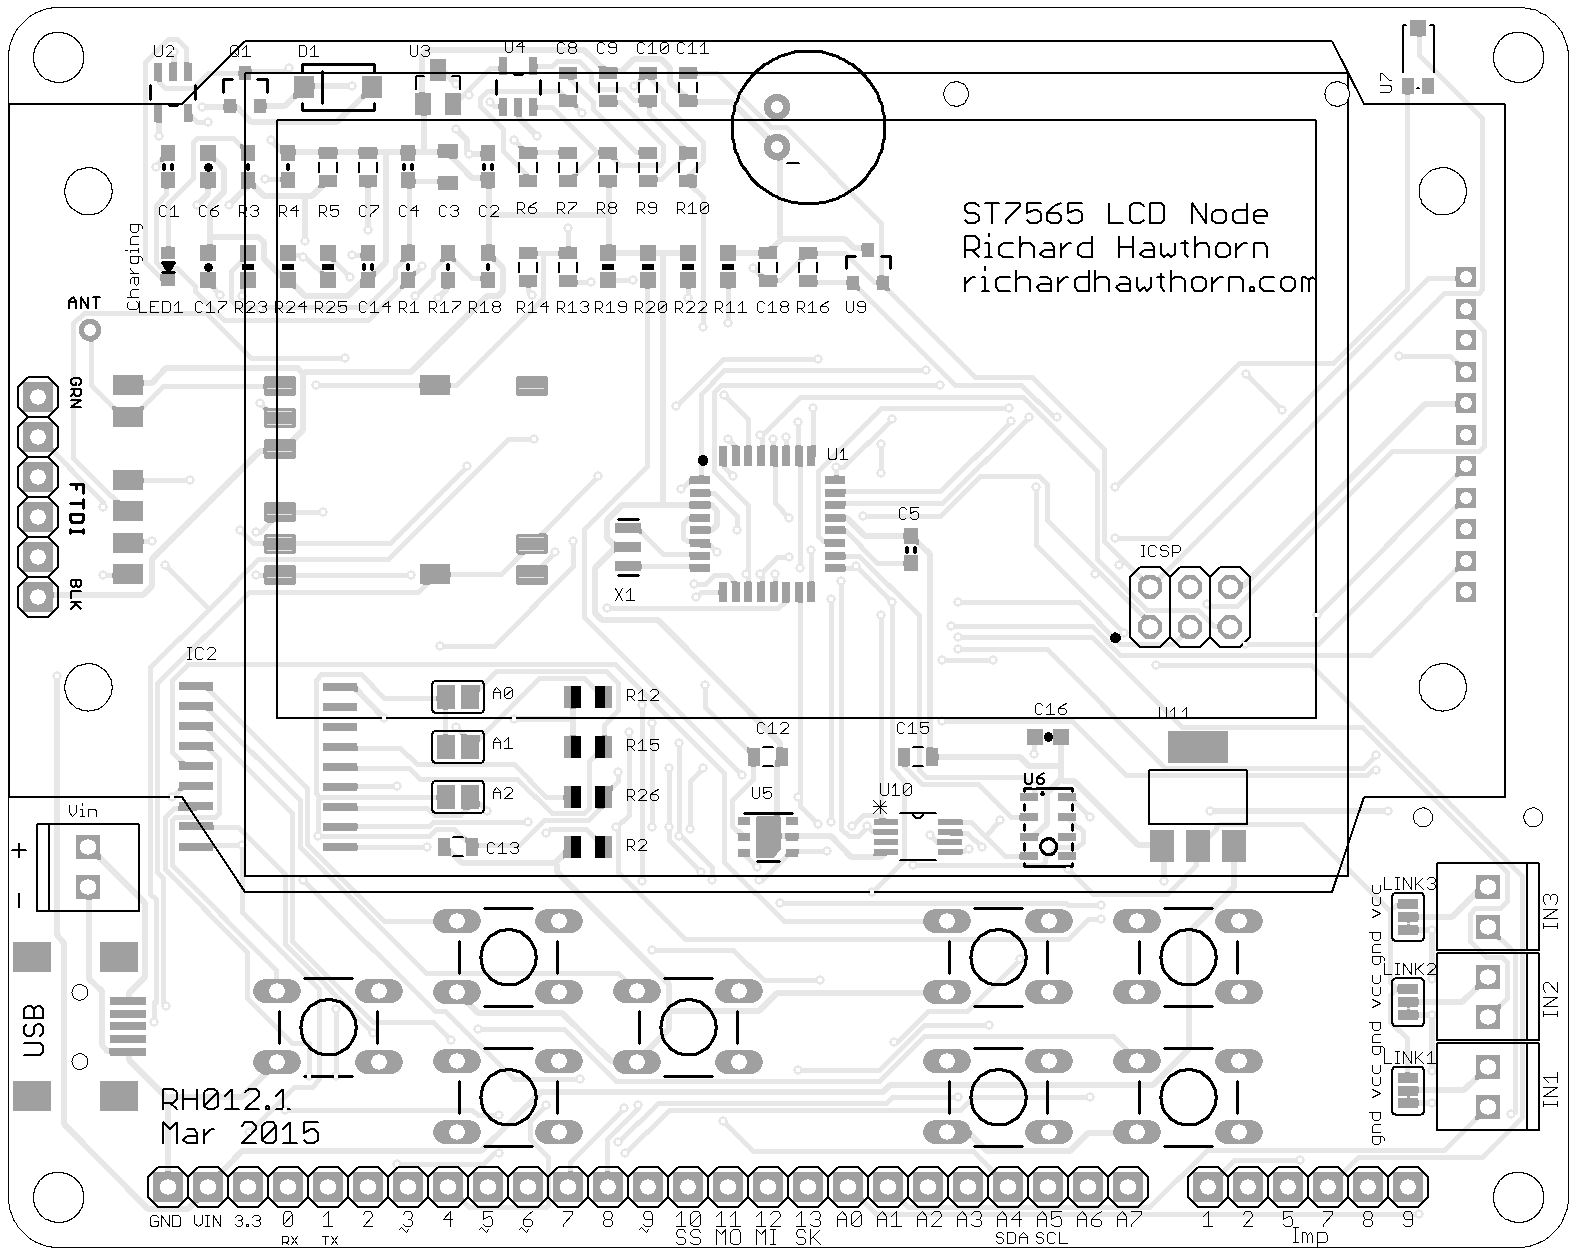 U2 Q1 D1 U3 U4 C8 C9 C10 C11
U7
C1 C6 R3 R4 R5 C7 C4 C3 C2 R6 R7 R8 R9 R10
ST7565 LCD Node
Richard Hawthorn
richardhawthorn.com
Charging
LED1 C17 R23 R24 R25 C14 R1 R17 R18 R14 R13 R19 R20 R22 R11 C18 R16 U9
ANT
GRN
FTDI
BLK
U1
C5
ICSP
X1
IC2
A0 R12
C16 U11
A1 R15 C12 C15
U6
A2 R26 U5 U10
Vin
+
-
C13 R2
LINK3
gnd vcc
IN3
LINK2
gnd vcc
IN2
LINK1
gnd vcc
IN1
USB
RH012.1
Mar 2015
GND VIN 3.3 0 1 2 3 4 5 6 7 8 9 10 11 12 13 A0 A1 A2 A3 A4 A5 A6 A7 1 2 5 7 8 9
RX TX ~ ~ ~ ~ SS MO MI SK SDA SCL Imp